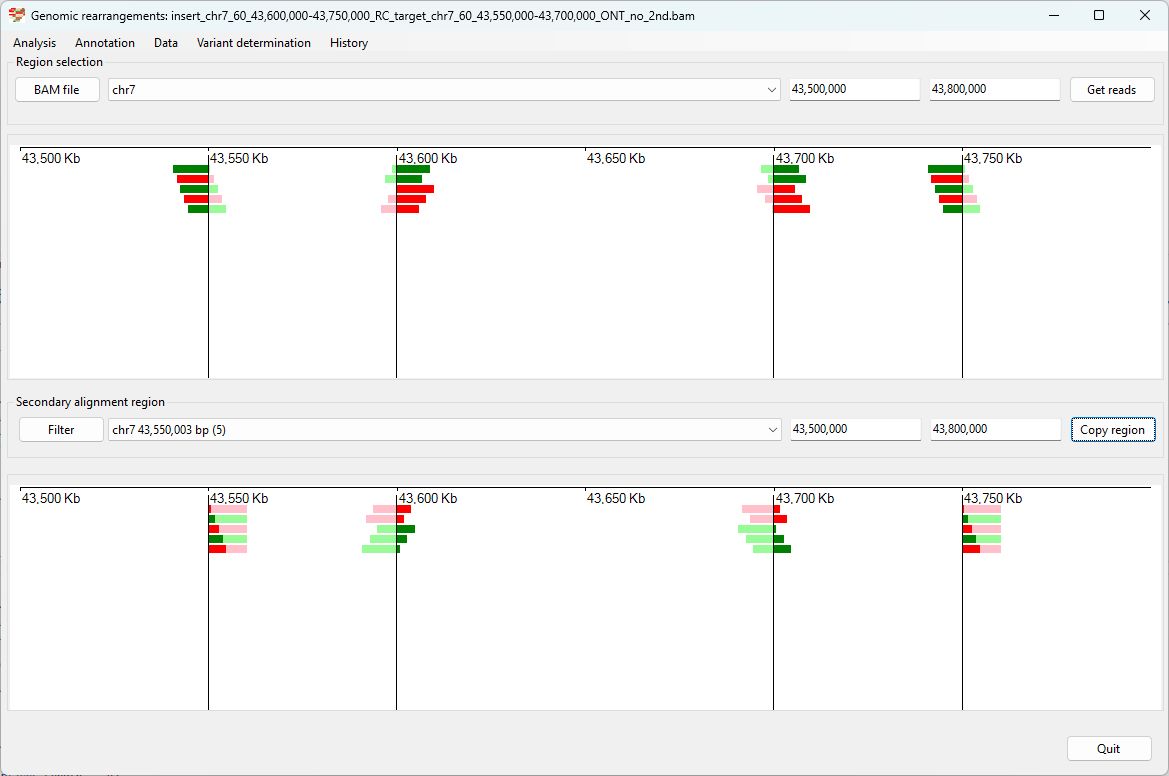 Genomic rearrangements: insert_chr7_60_43,600,000-43,750,000_RC_target_chr7_60_43,550,000-43,700,000_ONT_no_2nd.bam
Analysis Annotation Data Variant determination History
Region selection
BAM file chr7 43,500,000 43,800,000 Get reads
43,500 Kb 43,550 Kb 43,600 Kb 43,650 Kb 43,700 Kb 43,750 Kb
Secondary alignment region
Filter chr7 43,550,003 bp (5) 43,500,000 43,800,000 Copy region
43,500 Kb 43,550 Kb 43,600 Kb 43,650 Kb 43,700 Kb 43,750 Kb
Quit